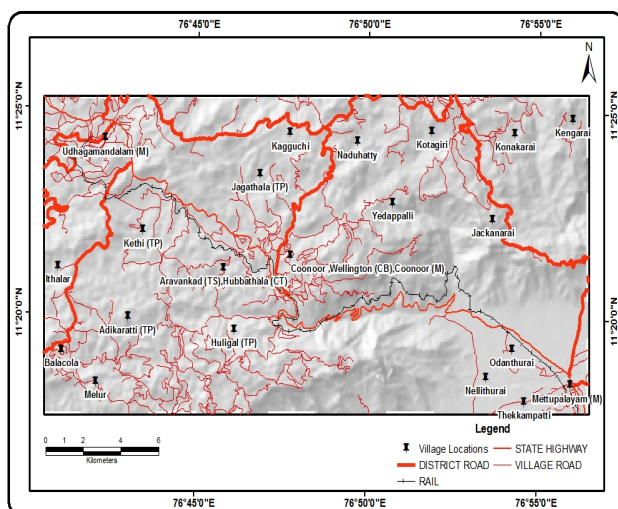 76°45'0"E 76°50'0"E 76°55'0"E
N
11°25'0"N 11°25'0"N
Kengarai
Udhagamandalam (M)
Kagguchi
Naduhatty
Kotagiri
Konakarai
Jagathala (TP)
Yedappalli
Jackanarai
Kethi (TP)
Ithalar
Aravankad (TS),Hubbathala (CT)
Coonoor ,Wellington (CB),Coonoor (M)
11°20'0"N 11°20'0"N
Adikaratti (TP)
Huligal (TP)
Balacola
Odanthurai
Melur
Nellithurai
Mettupalayam (M)
Thekkampatti
Legend
0 1 2 4 6
Kilometers
Village Locations STATE HIGHWAY
DISTRICT ROAD VILLAGE ROAD
RAIL
76°45'0"E 76°50'0"E 76°55'0"E